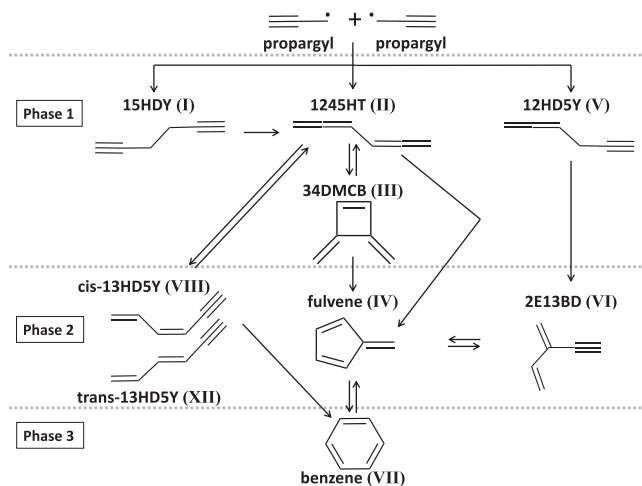 +
propargyl propargyl
Phase 1
15HDY (I) 1245HT (II) 12HD5Y (V)
34DMCB (III)
Phase 2
cis-13HD5Y (VIII) fulvene (IV) 2E13BD (VI)
trans-13HD5Y (XII)
Phase 3
benzene (VII)